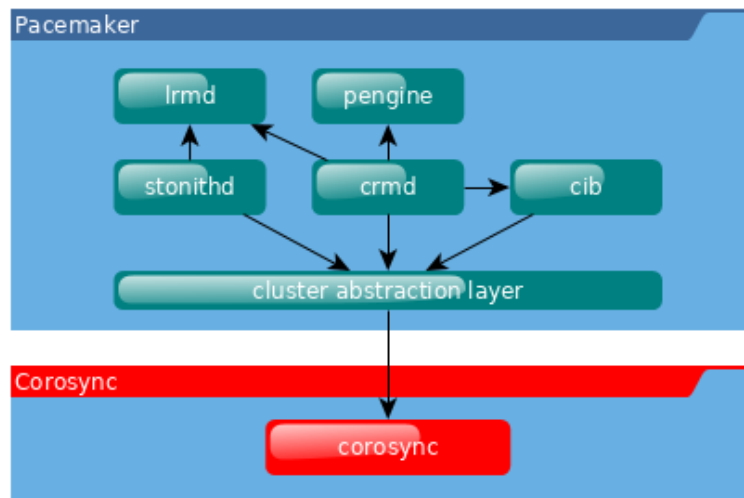 Pacemaker
lrmd
pengine
stonithd
crmd
cib
cluster abstraction layer
Corosync
corosync